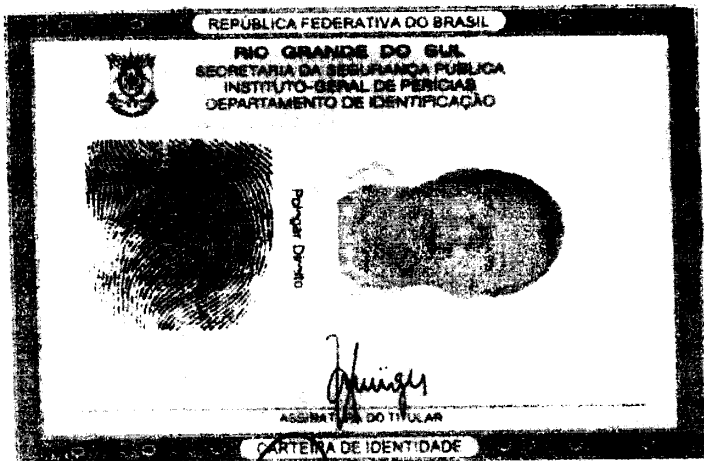 REPÚBLICA FEDERATIVA DO BRASIL
RIO GRANDE DO SUL
SECRETARIA DA SEGURANÇA PÚBLICA
INSTITUTO-GERAL DE PERÍCIAS
DEPARTAMENTO DE IDENTIFICAÇÃO
Polegar Direito
ASSINATURA DO TITULAR
CARTEIRA DE IDENTIDADE